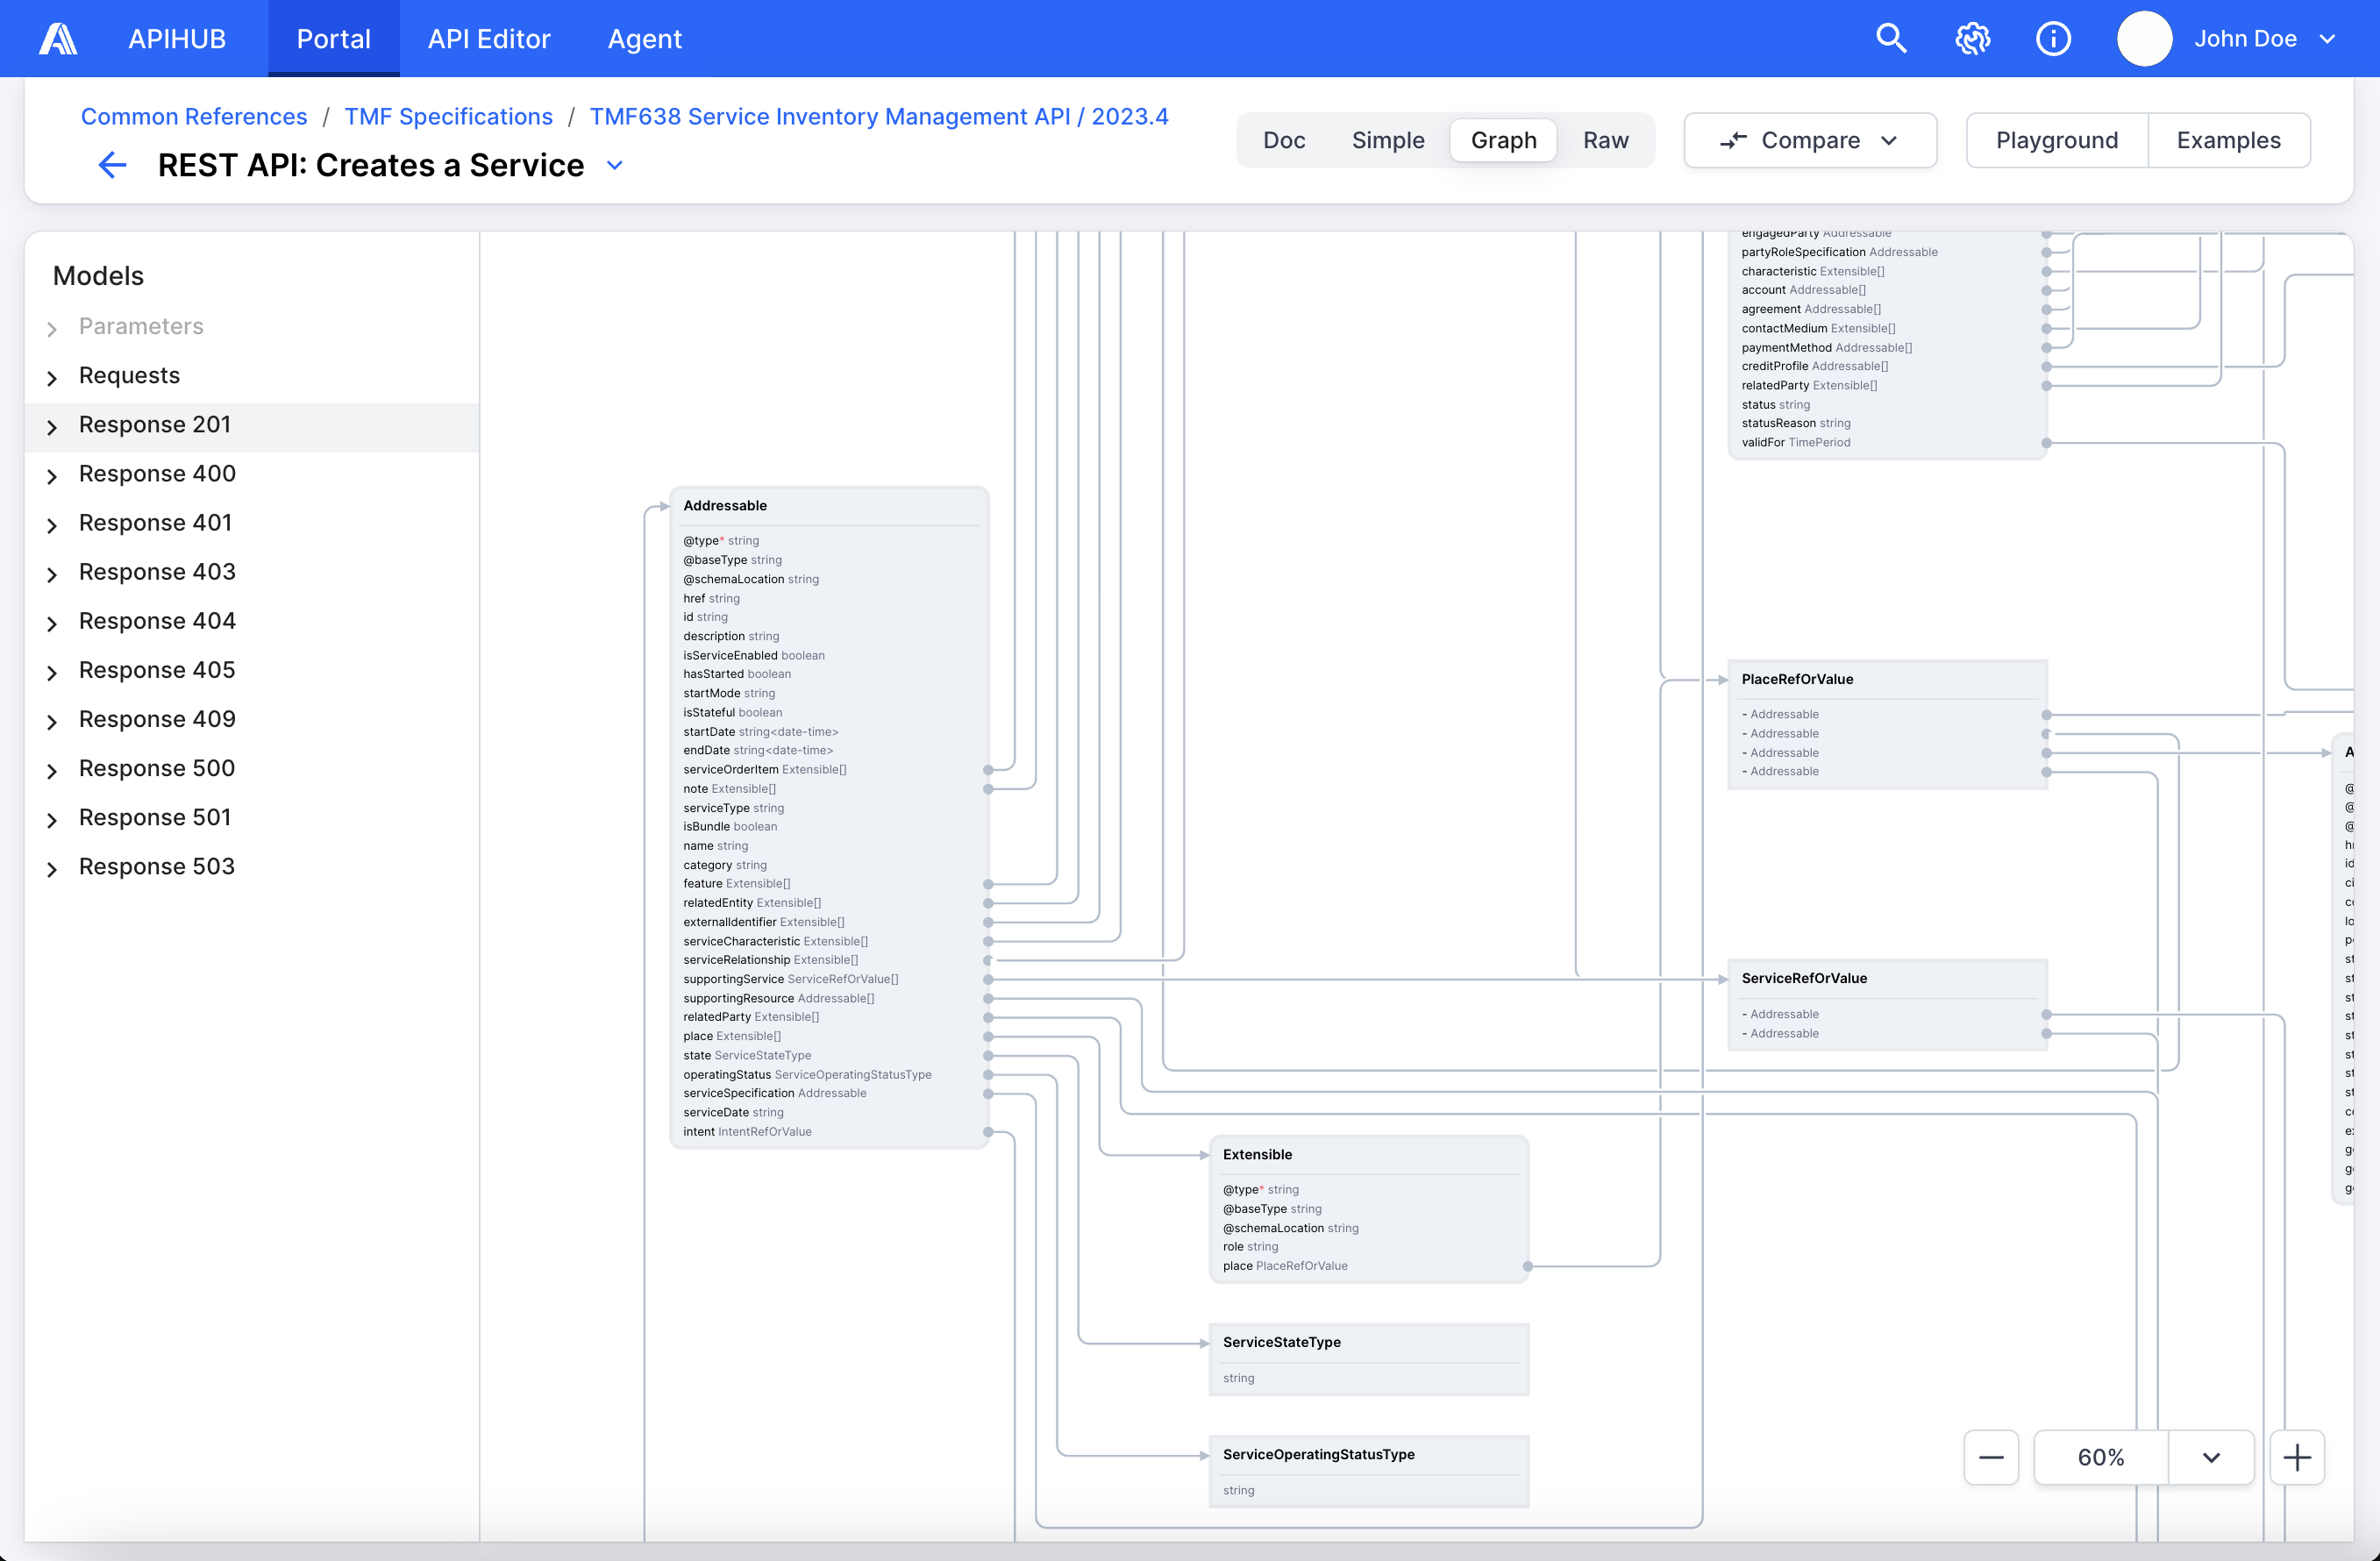 APIHUB
Portal
API Editor
Agent
John Doe
Common References / TMF Specifications / TMF638 Service Inventory Management API / 2023.4
REST API: Creates a Service
Doc
Simple
Graph
Raw
Compare
Playground
Examples
Models
Parameters
Requests
Response 201
Response 400
Response 401
Response 403
Response 404
Response 405
Response 409
Response 500
Response 501
Response 503
Addressable
@type* string
@baseType string
@schemaLocation string
href string
id string
description string
isServiceEnabled boolean
hasStarted boolean
startMode string
isStateful boolean
startDate string<date-time>
endDate string<date-time>
serviceOrderItem Extensible[]
note Extensible[]
serviceType string
isBundle boolean
name string
category string
feature Extensible[]
relatedEntity Extensible[]
externalIdentifier Extensible[]
serviceCharacteristic Extensible[]
serviceRelationship Extensible[]
supportingService ServiceRefOrValue[]
supportingResource Addressable[]
relatedParty Extensible[]
place Extensible[]
state ServiceStateType
operatingStatus ServiceOperatingStatusType
serviceSpecification Addressable
serviceDate string
intent IntentRefOrValue
Extensible
@type* string
@baseType string
@schemaLocation string
role string
place PlaceRefOrValue
ServiceStateType
string
ServiceOperatingStatusType
string
engagedParty Addressable
partyRoleSpecification Addressable
characteristic Extensible[]
account Addressable[]
agreement Addressable[]
contactMedium Extensible[]
paymentMethod Addressable[]
creditProfile Addressable[]
relatedParty Extensible[]
status string
statusReason string
validFor TimePeriod
PlaceRefOrValue
- Addressable
- Addressable
- Addressable
- Addressable
ServiceRefOrValue
- Addressable
- Addressable
60%